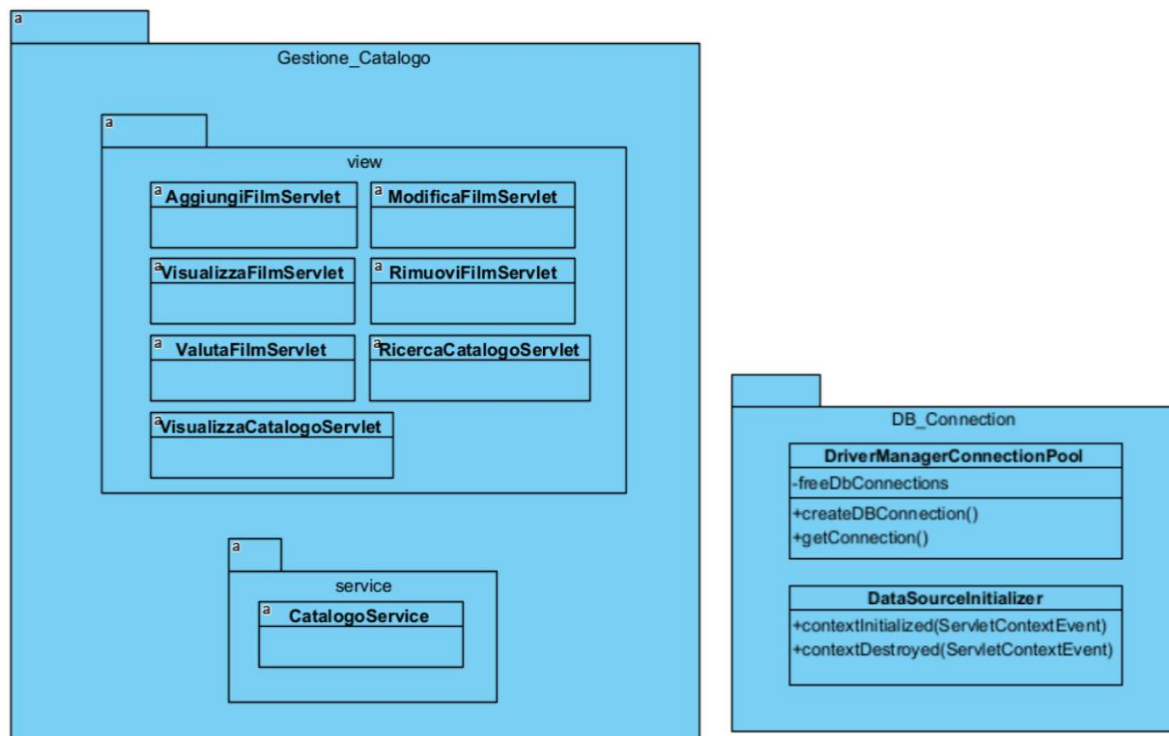 a
Gestione_Catalogo
a
view
a AggiungiFilmServlet
a ModificaFilmServlet
a VisualizzaFilmServlet
a RimuoviFilmServlet
a ValutaFilmServlet
a RicercaCatalogoServlet
a VisualizzaCatalogoServlet
a
service
a CatalogoService
DB_Connection
DriverManagerConnectionPool
-freeDbConnections
+createDBConnection()
+getConnection()
DataSourceInitializer
+contextInitialized(ServletContextEvent)
+contextDestroyed(ServletContextEvent)